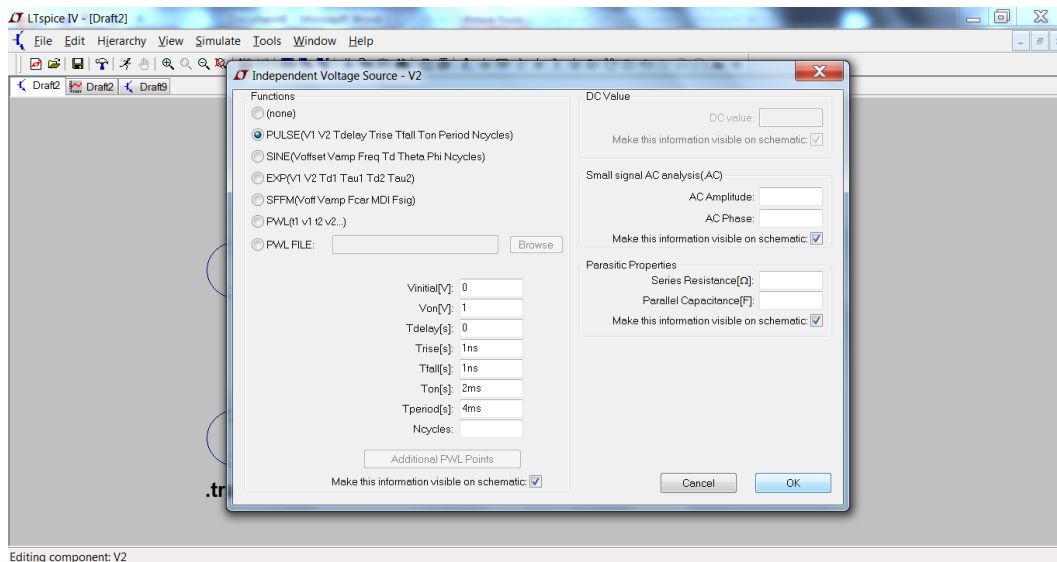 LTspice IV - [Draft2]
File Edit Hierarchy View Simulate Tools Window Help
Draft2 Draft2 Draft9
Independent Voltage Source - V2
Functions
(none)
PULSE(V1 V2 Tdelay Trise Tfall Ton Period Ncycles)
SINE(Voffset Vamp Freq Td Theta Phi Ncycles)
EXP(V1 V2 Td1 Tau1 Td2 Tau2)
SFFM(Voff Vamp Fcar MDI Fsig)
PWL(t1 v1 t2 v2...)
PWL FILE: Browse
Vinitial[V]: 0
Von[V]: 1
Tdelay[s]: 0
Trise[s]: 1ns
Tfall[s]: 1ns
Ton[s]: 2ms
Tperiod[s]: 4ms
Ncycles:
Additional PWL Points
Make this information visible on schematic:
DC Value
DC value:
Make this information visible on schematic:
Small signal AC analysis(.AC)
AC Amplitude:
AC Phase:
Make this information visible on schematic:
Parasitic Properties
Series Resistance[Ω]:
Parallel Capacitance[F]:
Make this information visible on schematic:
Cancel OK
.tr
Editing component: V2